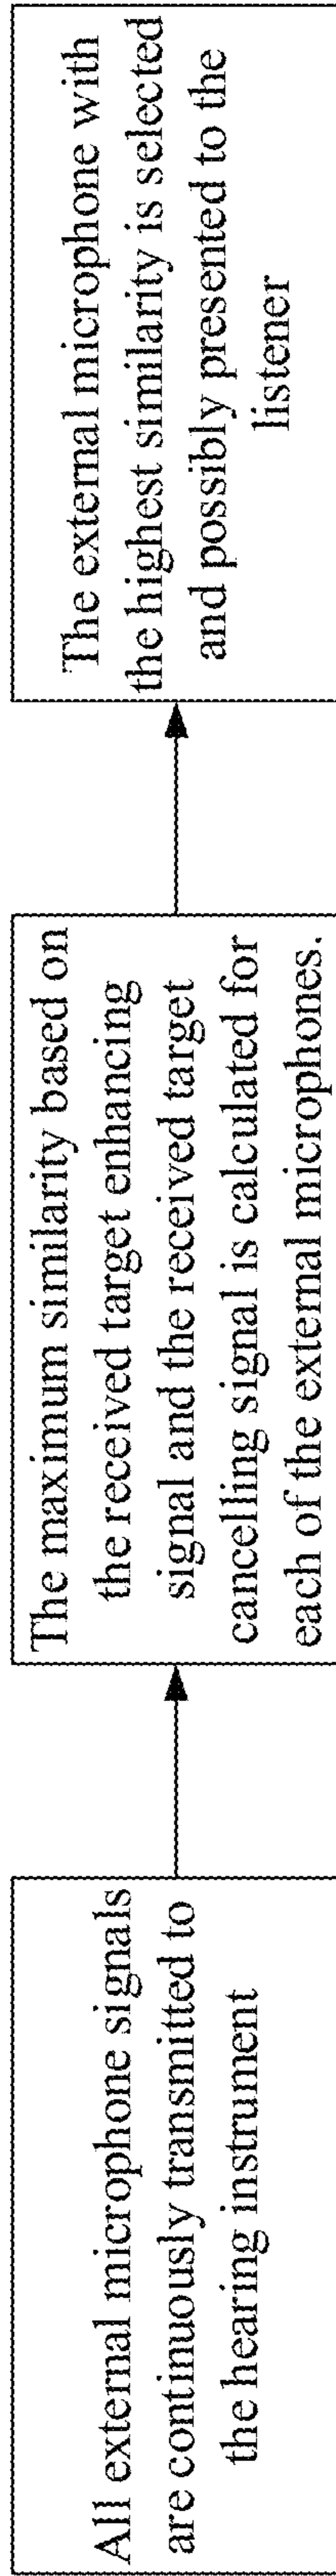 All external microphone signals
are continuously transmitted to
the hearing instrument
The maximum similarity based on
the received target enhancing
signal and the received target
cancelling signal is calculated for
each of the external microphones.
The external microphone with
the highest similarity is selected
and possibly presented to the
listener